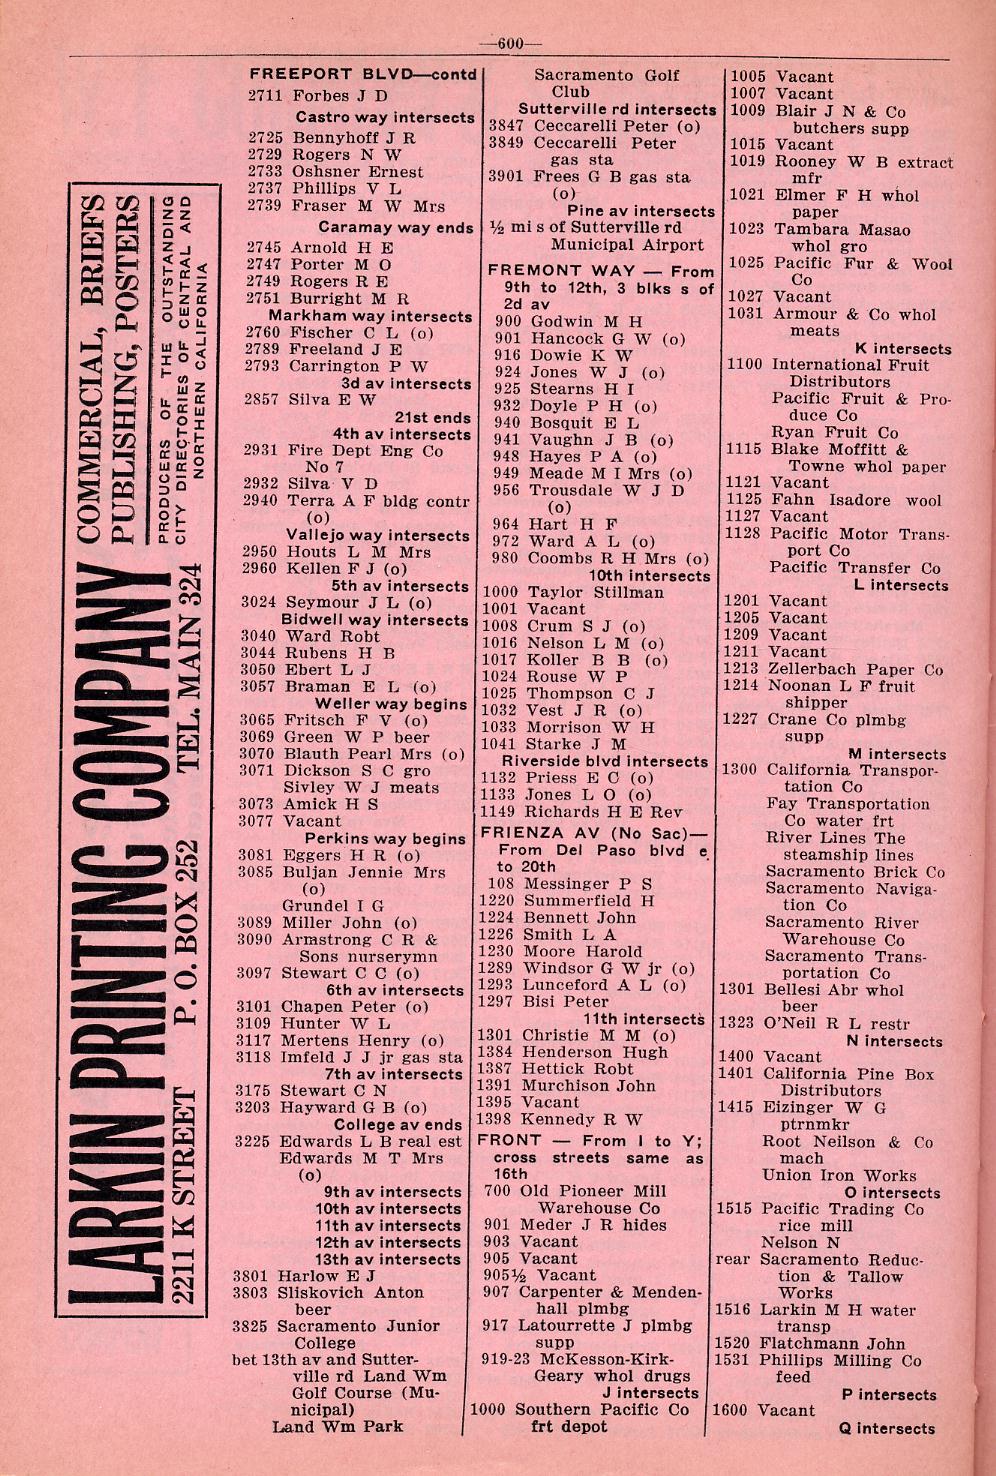 —600—
LARKIN PRINTING COMPANY
COMMERCIAL, BRIEFS
PUBLISHING, POSTERS
PRODUCERS OF THE OUTSTANDING
CITY DIRECTORIES OF CENTRAL AND
NORTHERN CALIFORNIA
2211 K STREET P. O. BOX 252 TEL. MAIN 324
FREEPORT BLVD—contd
2711 Forbes J D
Castro way intersects
2725 Bennyhoff J R
2729 Rogers N W
2733 Oshsner Ernest
2737 Phillips V L
2739 Fraser M W Mrs
Caramay way ends
2745 Arnold H E
2747 Porter M O
2749 Rogers R E
2751 Burright M R
Markham way intersects
2760 Fischer C L (o)
2789 Freeland J E
2793 Carrington P W
3d av intersects
2857 Silva E W
21st ends
4th av intersects
2931 Fire Dept Eng Co
No 7
2932 Silva V D
2940 Terra A F bldg contr
(o)
Vallejo way intersects
2950 Houts L M Mrs
2960 Kellen F J (o)
5th av intersects
3024 Seymour J L (o)
Bidwell way intersects
3040 Ward Robt
3044 Rubens H B
3050 Ebert L J
3057 Braman E L (o)
Weller way begins
3065 Fritsch F V (o)
3069 Green W P beer
3070 Blauth Pearl Mrs (o)
3071 Dickson S C gro
Sivley W J meats
3073 Amick H S
3077 Vacant
Perkins way begins
3081 Eggers H R (o)
3085 Buljan Jennie Mrs
(o)
Grundel I G
3089 Miller John (o)
3090 Armstrong C R &
Sons nurserymn
3097 Stewart C C (o)
6th av intersects
3101 Chapen Peter (o)
3109 Hunter W L
3117 Mertens Henry (o)
3118 Imfeld J J jr gas sta
7th av intersects
3175 Stewart C N
3203 Hayward G B (o)
College av ends
3225 Edwards L B real est
Edwards M T Mrs
(o)
9th av intersects
10th av intersects
11th av intersects
12th av intersects
13th av intersects
3801 Harlow E J
3803 Sliskovich Anton
beer
3825 Sacramento Junior
College
bet 13th av and Sutter-
ville rd Land Wm
Golf Course (Mu-
nicipal)
Land Wm Park
Sacramento Golf
Club
Sutterville rd intersects
3847 Ceccarelli Peter (o)
3849 Ceccarelli Peter
gas sta
3901 Frees G B gas sta
(o)
Pine av intersects
½ mi s of Sutterville rd
Municipal Airport
FREMONT WAY — From
9th to 12th, 3 blks s of
2d av
900 Godwin M H
901 Hancock G W (o)
916 Dowie K W
924 Jones W J (o)
925 Stearns H I
932 Doyle P H (o)
940 Bosquit E L
941 Vaughn J B (o)
948 Hayes P A (o)
949 Meade M I Mrs (o)
956 Trousdale W J D
(o)
964 Hart H F
972 Ward A L (o)
980 Coombs R H Mrs (o)
10th intersects
1000 Taylor Stillman
1001 Vacant
1008 Crum S J (o)
1016 Nelson L M (o)
1017 Koller B B (o)
1024 Rouse W P
1025 Thompson C J
1032 Vest J R (o)
1033 Morrison W H
1041 Starke J M
Riverside blvd intersects
1132 Priess E C (o)
1133 Jones L O (o)
1149 Richards H E Rev
FRIENZA AV (No Sac)—
From Del Paso blvd e
to 20th
108 Messinger P S
1220 Summerfield H
1224 Bennett John
1226 Smith L A
1230 Moore Harold
1289 Windsor G W jr (o)
1293 Lunceford A L (o)
1297 Bisi Peter
11th intersects
1301 Christie M M (o)
1384 Henderson Hugh
1387 Hettick Robt
1391 Murchison John
1395 Vacant
1398 Kennedy R W
FRONT — From I to Y;
cross streets same as
16th
700 Old Pioneer Mill
Warehouse Co
901 Meder J R hides
903 Vacant
905 Vacant
905½ Vacant
907 Carpenter & Menden-
hall plmbg
917 Latourrette J plmbg
supp
919-23 McKesson-Kirk-
Geary whol drugs
J intersects
1000 Southern Pacific Co
frt depot
1005 Vacant
1007 Vacant
1009 Blair J N & Co
butchers supp
1015 Vacant
1019 Rooney W B extract
mfr
1021 Elmer F H whol
paper
1023 Tambara Masao
whol gro
1025 Pacific Fur & Wool
Co
1027 Vacant
1031 Armour & Co whol
meats
K intersects
1100 International Fruit
Distributors
Pacific Fruit & Pro-
duce Co
Ryan Fruit Co
1115 Blake Moffitt &
Towne whol paper
1121 Vacant
1125 Fahn Isadore wool
1127 Vacant
1128 Pacific Motor Trans-
port Co
Pacific Transfer Co
L intersects
1201 Vacant
1205 Vacant
1209 Vacant
1211 Vacant
1213 Zellerbach Paper Co
1214 Noonan L F fruit
shipper
1227 Crane Co plmbg
supp
M intersects
1300 California Transpor-
tation Co
Fay Transportation
Co water frt
River Lines The
steamship lines
Sacramento Brick Co
Sacramento Naviga-
tion Co
Sacramento River
Warehouse Co
Sacramento Trans-
portation Co
1301 Bellesi Abr whol
beer
1323 O'Neil R L restr
N intersects
1400 Vacant
1401 California Pine Box
Distributors
1415 Eizinger W G
ptrnmkr
Root Neilson & Co
mach
Union Iron Works
O intersects
1515 Pacific Trading Co
rice mill
Nelson N
rear Sacramento Reduc-
tion & Tallow
Works
1516 Larkin M H water
transp
1520 Flatchmann John
1531 Phillips Milling Co
feed
P intersects
1600 Vacant
Q intersects